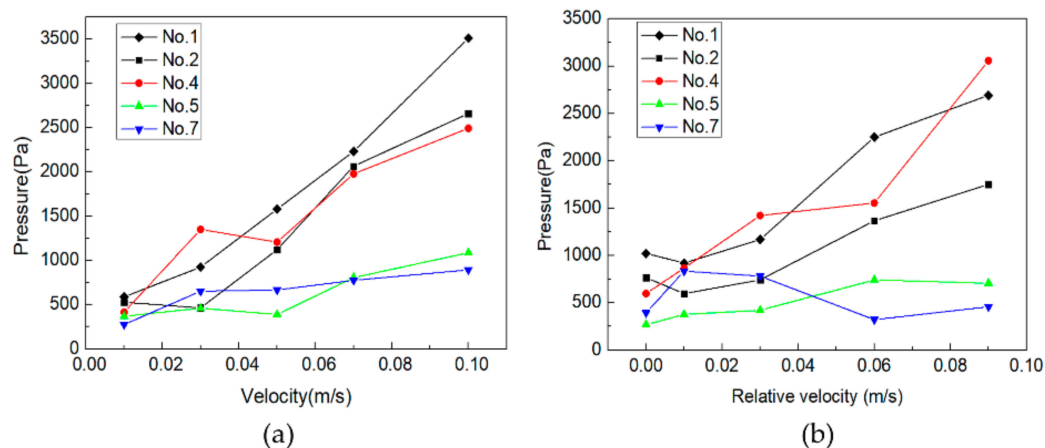 3500
3000
2500
2000
1500
1000
500
0
Pressure(Pa)
No.1
No.2
No.4
No.5
No.7
0.00 0.02 0.04 0.06 0.08 0.10
Velocity(m/s)
(a)
3500
3000
2500
2000
1500
1000
500
0
Pressure(Pa)
No.1
No.2
No.4
No.5
No.7
0.00 0.02 0.04 0.06 0.08 0.10
Relative velocity (m/s)
(b)